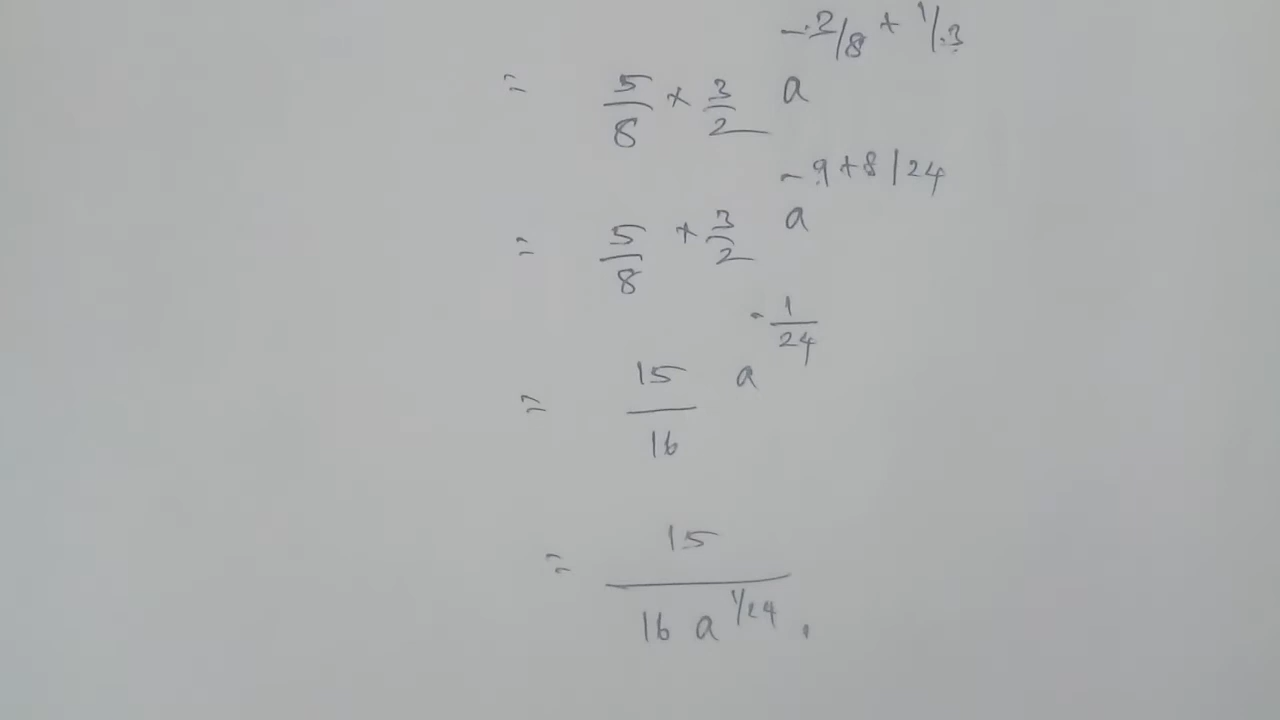 = 5/8 × 3/2 a^(-3/8 + 1/3)
= 5/8 × 3/2 a^(-9+8/24)
= 15/16 a^(-1/24)
= 15/(16 a^(1/24)).